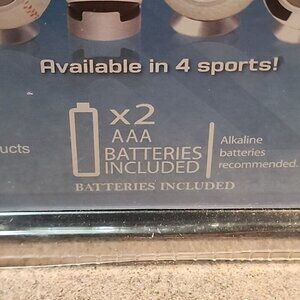 Available in 4 sports!
x2
AAA
BATTERIES
INCLUDED
Alkaline
batteries
recommended.
ucts
BATTERIES INCLUDED